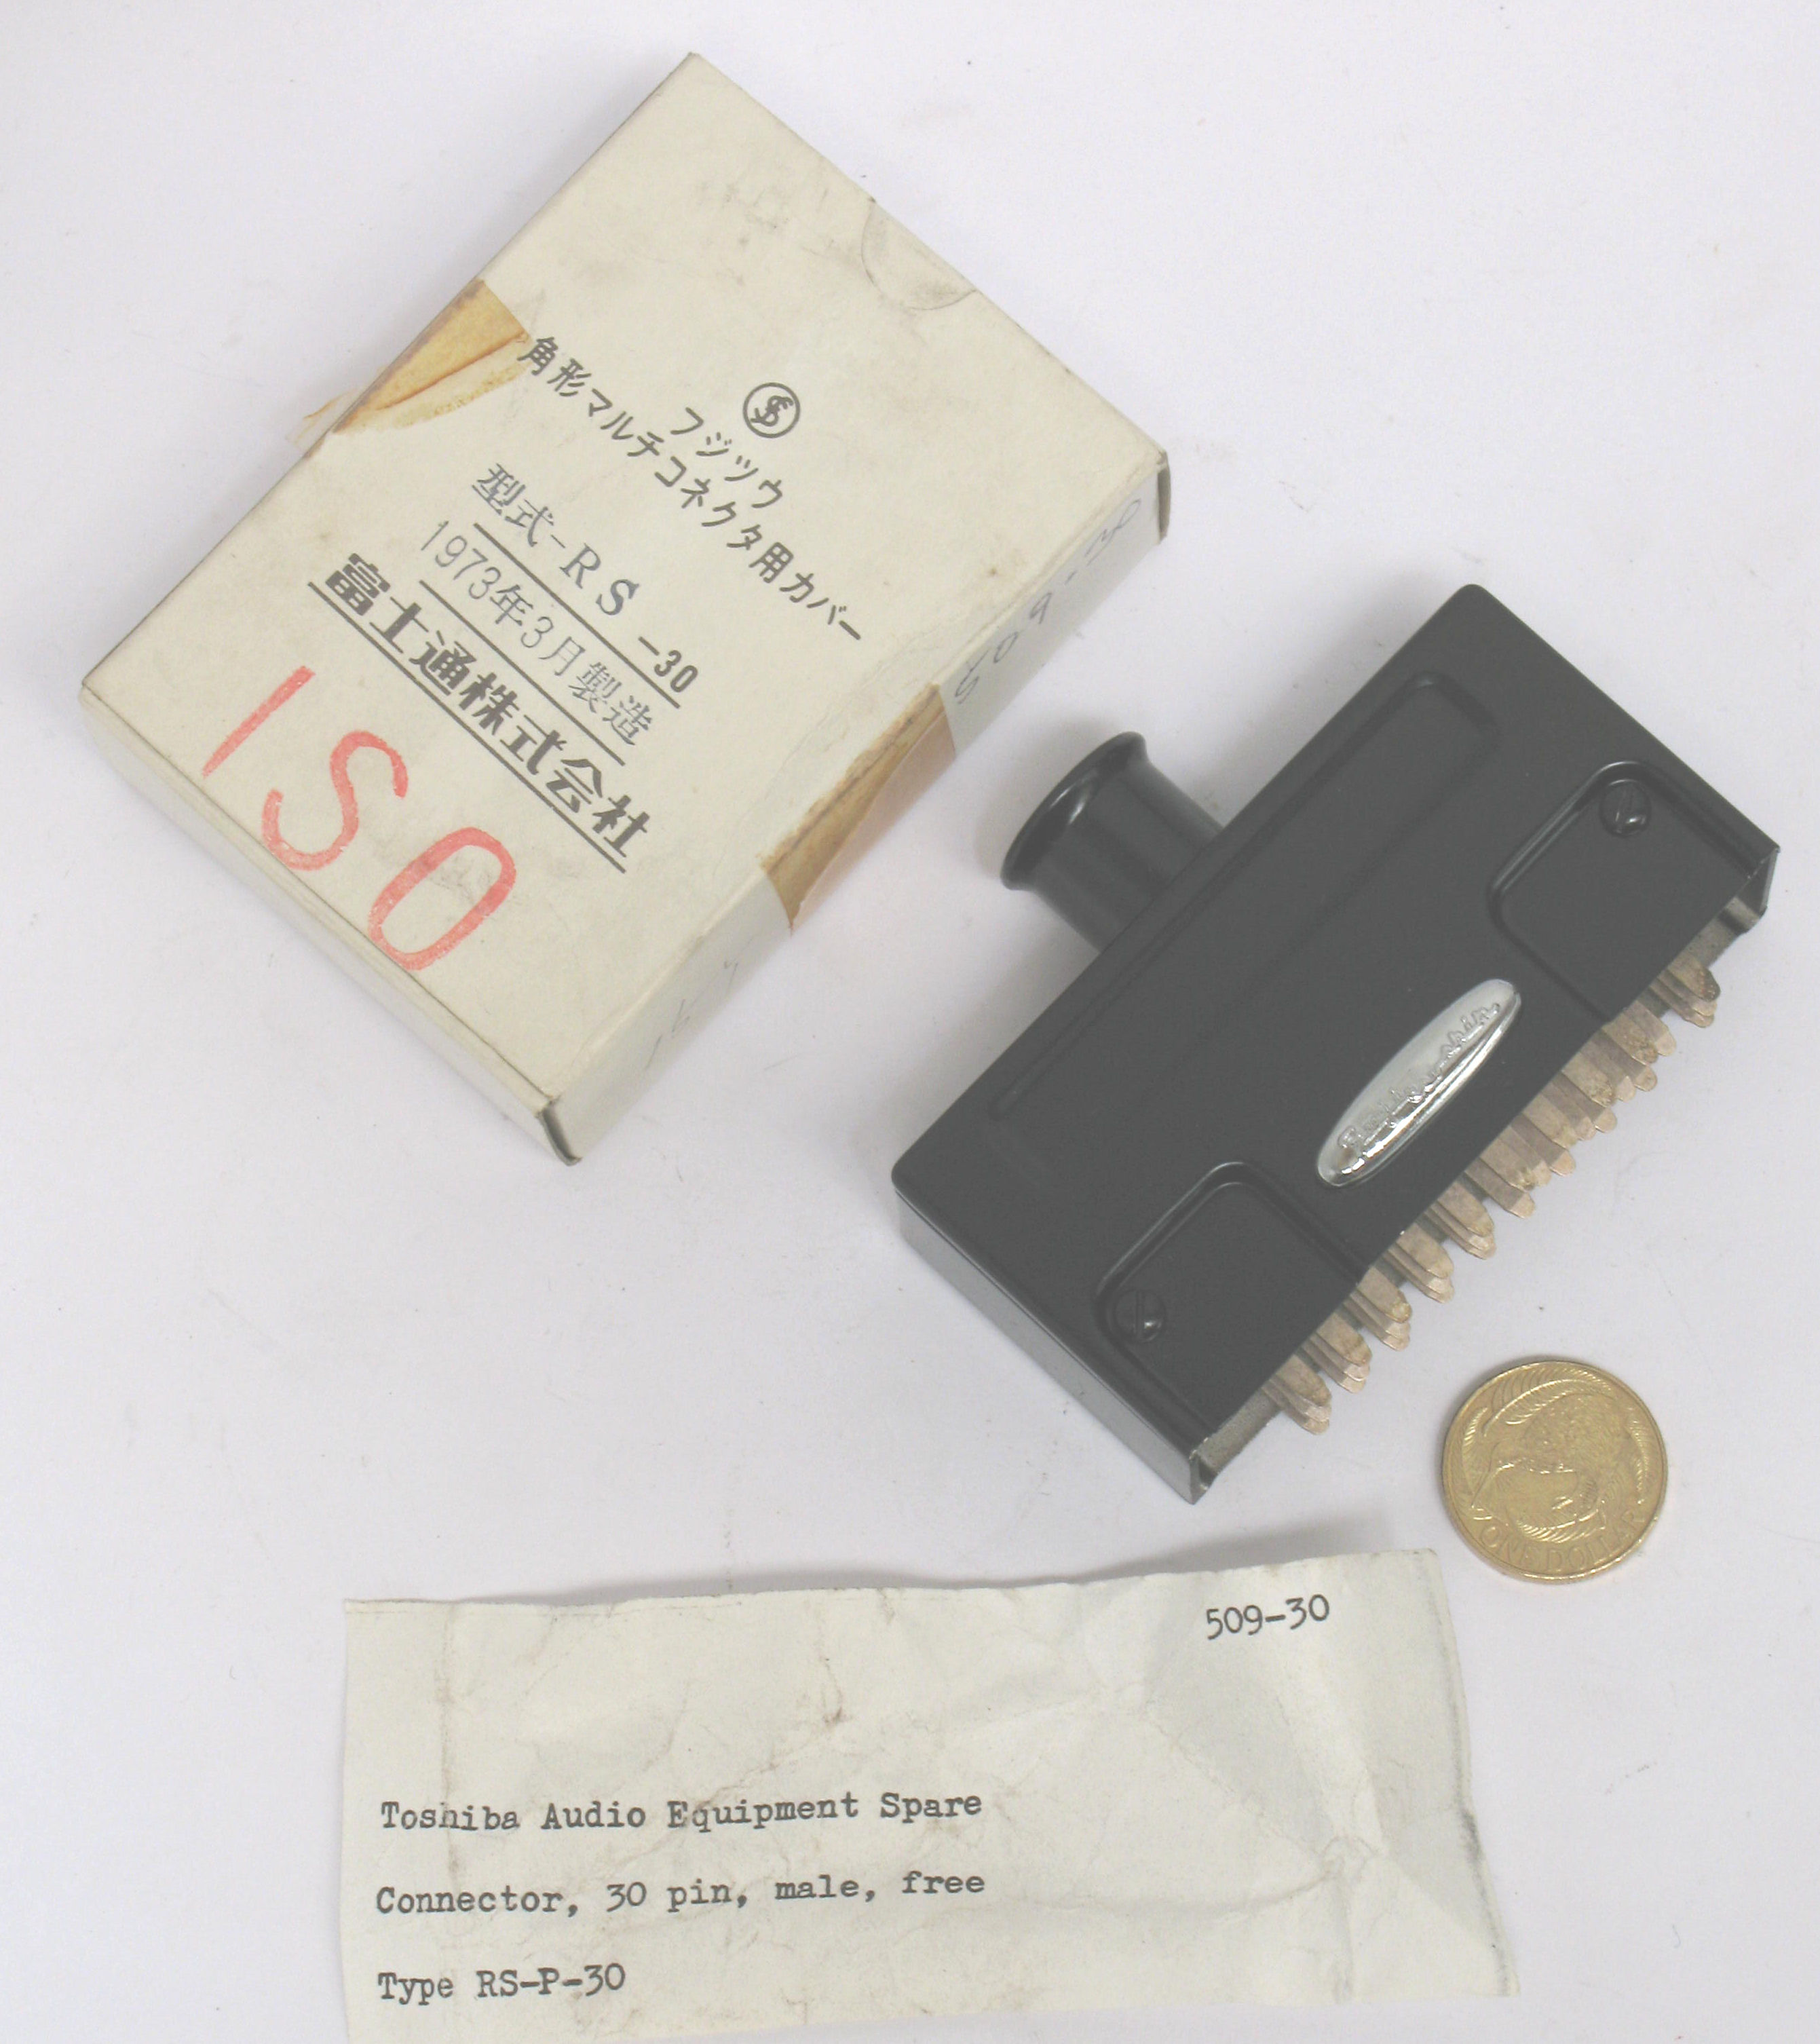 フジツウ
角形マルチコネクタ用カバー
型式-RS-30
1973年3月製造
富士通株式会社
ISO
509-30
ONE DOLLAR
509-30
Toshiba Audio Equipment Spare
Connector, 30 pin, male, free
Type RS-P-30